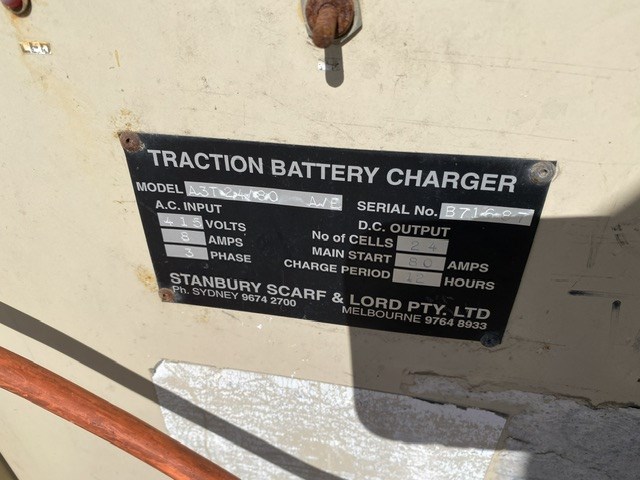 TRACTION BATTERY CHARGER
MODEL A3T24/80
SERIAL No.
A.C. INPUT
415 VOLTS
8 AMPS
3 PHASE
D.C. OUTPUT
No of CELLS 24
MAIN START 80 AMPS
CHARGE PERIOD 12 HOURS
STANBURY SCARF & LORD PTY. LTD
Ph. SYDNEY 9674 2700
MELBOURNE 9764 8933